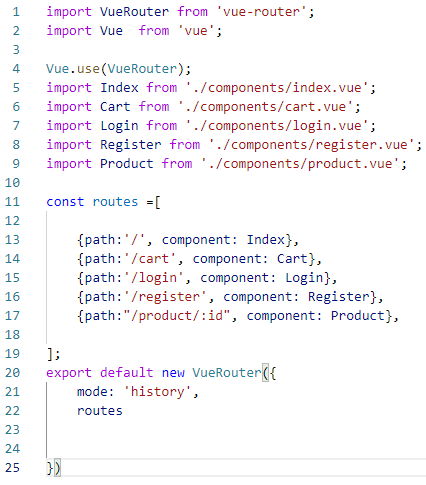 1 import VueRouter from 'vue-router';
2 import Vue  from 'vue';
3
4 Vue.use(VueRouter);
5 import Index from './components/index.vue';
6 import Cart from './components/cart.vue';
7 import Login from './components/login.vue';
8 import Register from './components/register.vue';
9 import Product from './components/product.vue';
10
11 const routes =[
12
13     {path:'/', component: Index},
14     {path:'/cart', component: Cart},
15     {path:'/login', component: Login},
16     {path:'/register', component: Register},
17     {path:"/product/:id", component: Product},
18
19 ];
20 export default new VueRouter({
21     mode: 'history',
22     routes
23
24
25 })